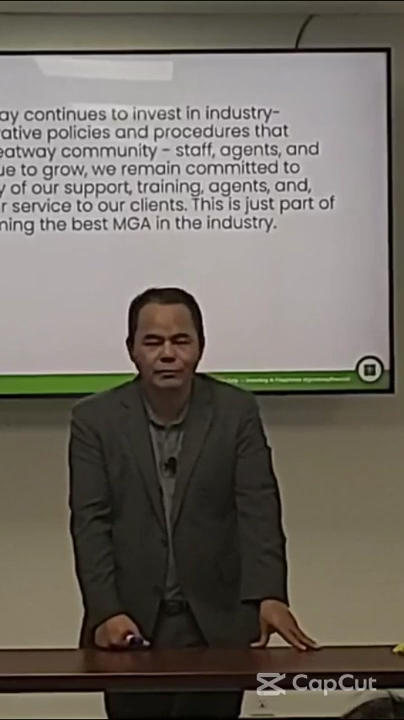 ay continues to invest in industry-
ative policies and procedures that
eatway community - staff, agents, and
ue to grow, we remain committed to
y of our support, training, agents, and,
r service to our clients. This is just part of
ning the best MGA in the industry.
CapCut